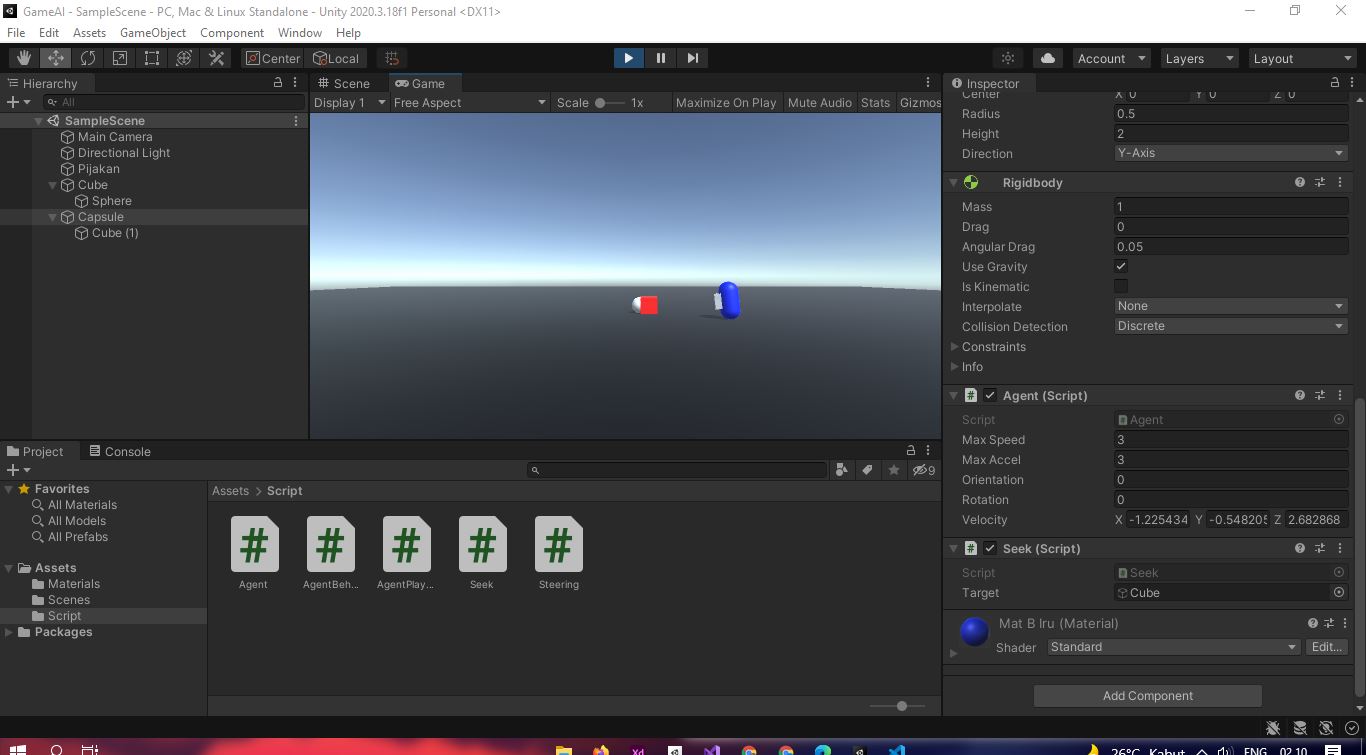 GameAI - SampleScene - PC, Mac & Linux Standalone - Unity 2020.3.18f1 Personal <DX11>
File Edit Assets GameObject Component Window Help
Center Local Account Layers Layout
Hierarchy
All
SampleScene
Main Camera
Directional Light
Pijakan
Cube
Sphere
Capsule
Cube (1)
Scene Game
Display 1 Free Aspect Scale 1x Maximize On Play Mute Audio Stats Gizmos
Inspector
Center X 0 Y 0 Z 0
Radius 0.5
Height 2
Direction Y-Axis
Rigidbody
Mass 1
Drag 0
Angular Drag 0.05
Use Gravity
Is Kinematic
Interpolate None
Collision Detection Discrete
Constraints
Info
Agent (Script)
Script Agent
Max Speed 3
Max Accel 3
Orientation 0
Rotation 0
Velocity X -1.225434 Y -0.548205 Z 2.682868
Seek (Script)
Script Seek
Target Cube
Mat B Iru (Material)
Shader Standard Edit...
Add Component
Project Console
9
Favorites
All Materials
All Models
All Prefabs
Assets
Materials
Scenes
Script
Packages
Assets > Script
Agent AgentBeh... AgentPlay... Seek Steering
Xd 26°C Kabut ENG 02.10